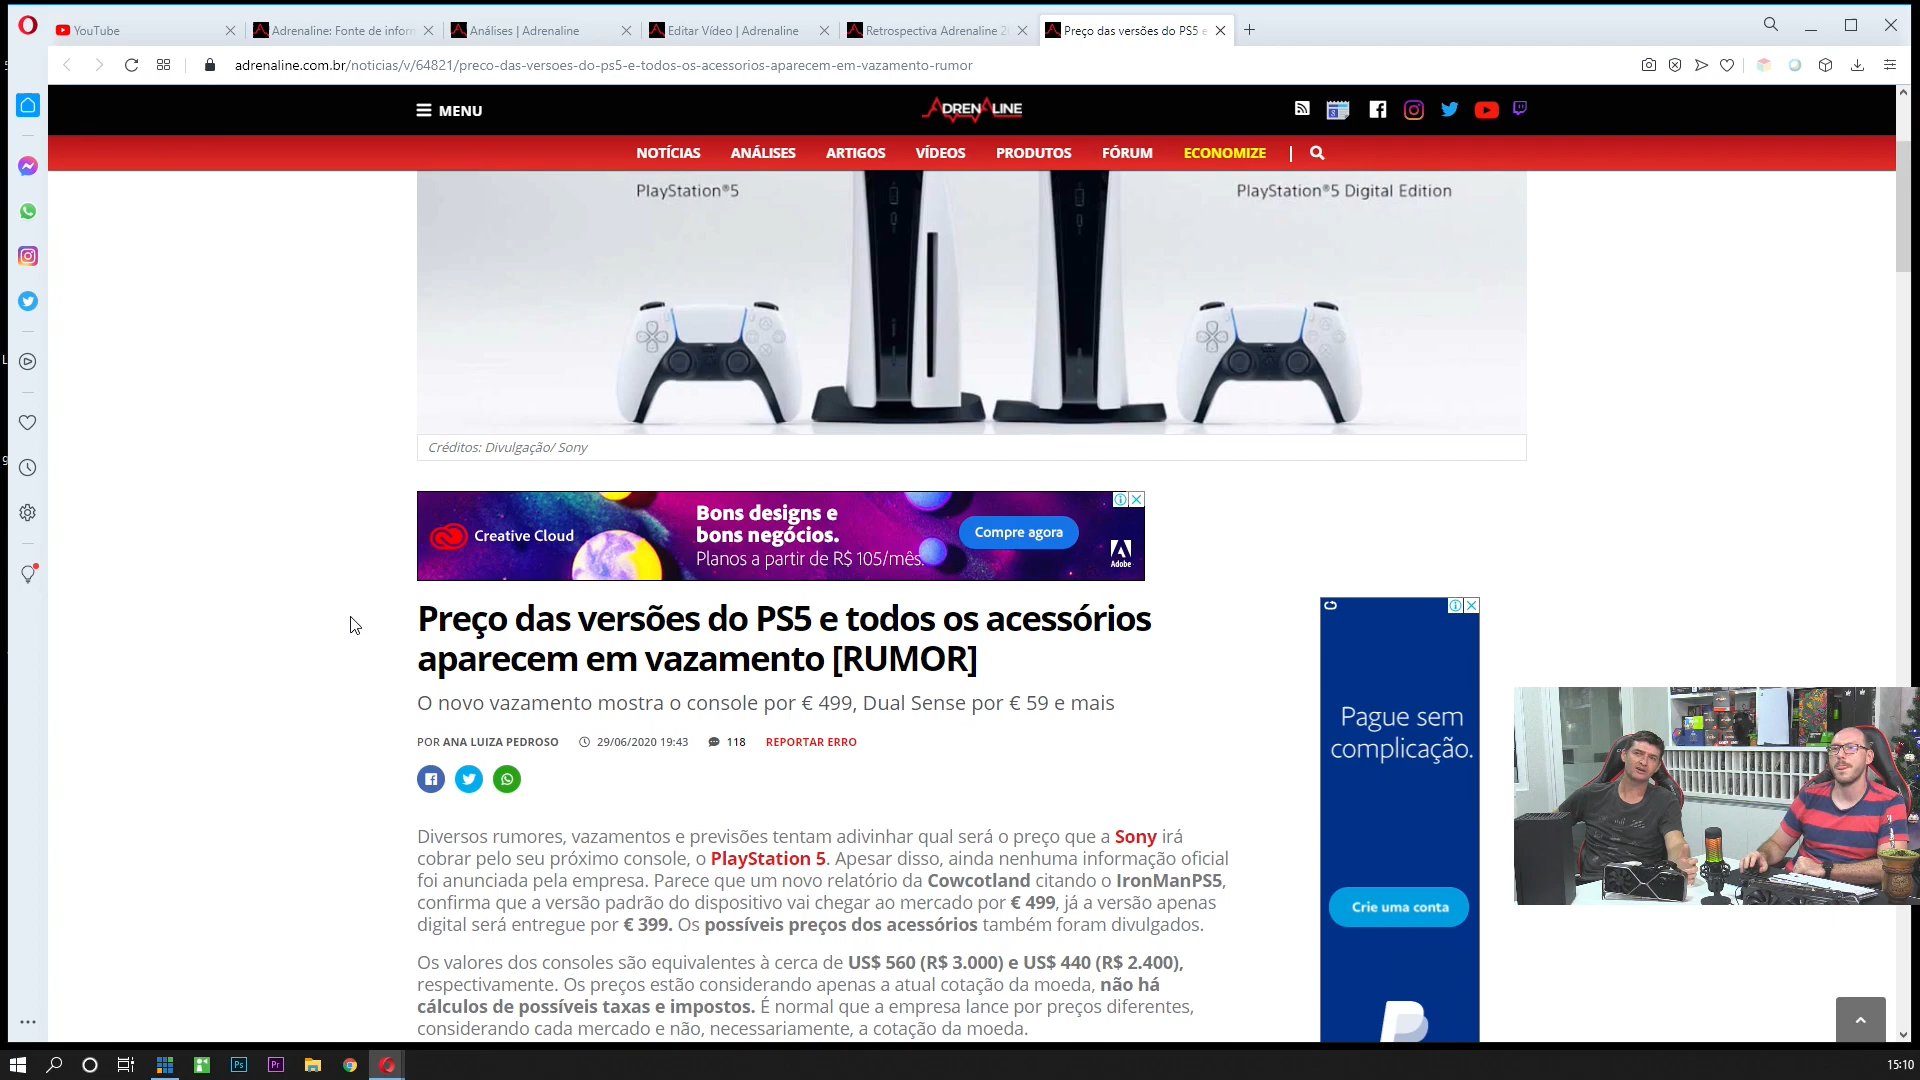 YouTube
Adrenaline: Fonte de inforn
Análises | Adrenaline
Editar Vídeo | Adrenaline
Retrospectiva Adrenaline 2
Preço das versões do PS5 e
adrenaline.com.br/noticias/v/64821/preco-das-versoes-do-ps5-e-todos-os-acessorios-aparecem-em-vazamento-rumor
MENU
ADRENALINE
NOTÍCIAS
ANÁLISES
ARTIGOS
VÍDEOS
PRODUTOS
FÓRUM
ECONOMIZE
PlayStation®5
PlayStation®5 Digital Edition
Créditos: Divulgação/ Sony
Creative Cloud
Bons designs e
bons negócios.
Planos a partir de R$ 105/mês.
Compre agora
Adobe
Preço das versões do PS5 e todos os acessórios
aparecem em vazamento [RUMOR]
O novo vazamento mostra o console por € 499, Dual Sense por € 59 e mais
POR ANA LUIZA PEDROSO
29/06/2020 19:43
118
REPORTAR ERRO
Diversos rumores, vazamentos e previsões tentam adivinhar qual será o preço que a Sony irá
cobrar pelo seu próximo console, o PlayStation 5. Apesar disso, ainda nenhuma informação oficial
foi anunciada pela empresa. Parece que um novo relatório da Cowcotland citando o IronManPS5,
confirma que a versão padrão do dispositivo vai chegar ao mercado por € 499, já a versão apenas
digital será entregue por € 399. Os possíveis preços dos acessórios também foram divulgados.
Os valores dos consoles são equivalentes à cerca de US$ 560 (R$ 3.000) e US$ 440 (R$ 2.400),
respectivamente. Os preços estão considerando apenas a atual cotação da moeda, não há
cálculos de possíveis taxas e impostos. É normal que a empresa lance por preços diferentes,
considerando cada mercado e não, necessariamente, a cotação da moeda.
Pague sem
complicação.
Crie uma conta
Ps
Pr
15:10